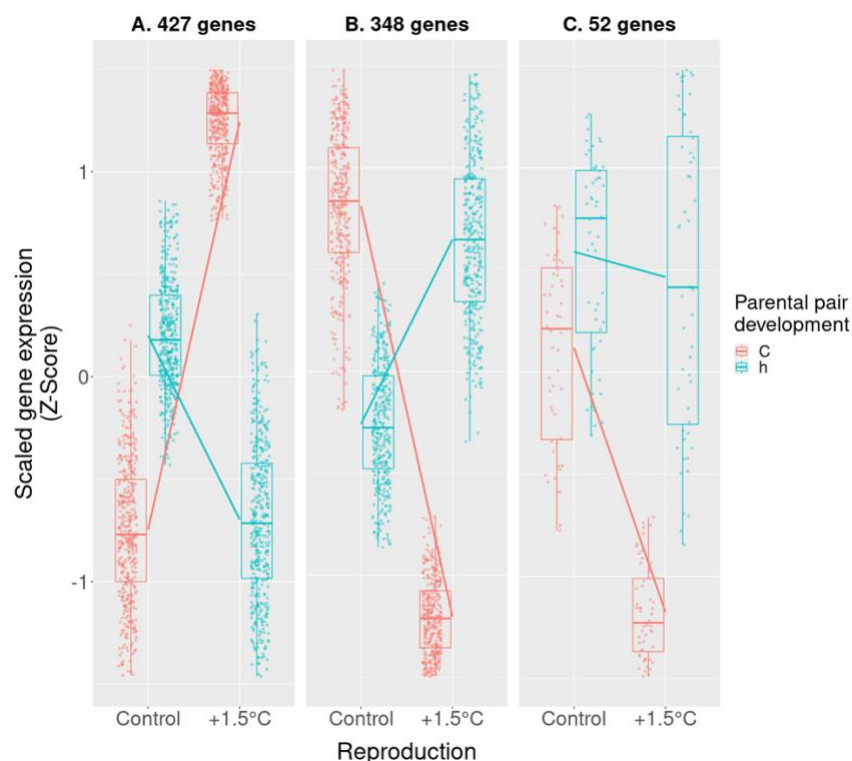 A. 427 genes
B. 348 genes
C. 52 genes
Scaled gene expression
(Z-Score)
1
0
-1
Parental pair
development
C
h
Control
+1.5°C
Control
+1.5°C
Control
+1.5°C
Reproduction